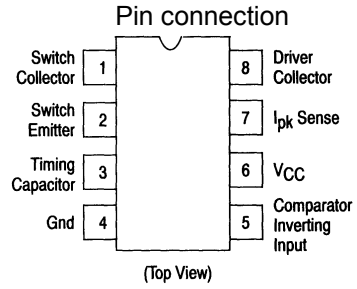 Pin connection
Switch
Collector
1
8
Driver
Collector
Switch
Emitter
2
7
Ipk Sense
Timing
Capacitor
3
6
VCC
Gnd
4
5
Comparator
Inverting
Input
(Top View)